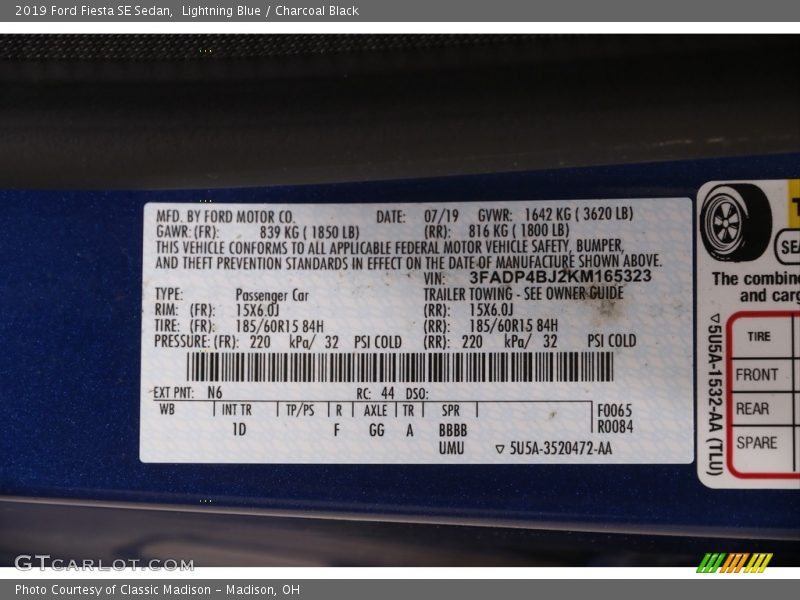 2019 Ford Fiesta SE Sedan,  Lightning Blue / Charcoal Black
MFD. BY FORD MOTOR CO. DATE: 07/19 GVWR: 1642 KG ( 3620 LB)
GAWR: (FR): 839 KG ( 1850 LB) (RR): 816 KG ( 1800 LB)
THIS VEHICLE CONFORMS TO ALL APPLICABLE FEDERAL MOTOR VEHICLE SAFETY, BUMPER,
AND THEFT PREVENTION STANDARDS IN EFFECT ON THE DATE OF MANUFACTURE SHOWN ABOVE.
VIN: 3FADP4BJ2KM165323
TYPE: Passenger Car TRAILER TOWING - SEE OWNER GUIDE
RIM: (FR): 15X6.0J (RR): 15X6.0J
TIRE: (FR): 185/60R15 84H (RR): 185/60R15 84H
PRESSURE: (FR): 220 kPa/ 32 PSI COLD (RR): 220 kPa/ 32 PSI COLD
EXT PNT: N6 RC: 44 DSO:
WB INT TR TP/PS R AXLE TR SPR F0065
1D F GG A BBBB R0084
UMU 5U5A-3520472-AA
The combine
and carg
5U5A-1532-AA (TLU)
TIRE
FRONT
REAR
SPARE
GTCARLOT.COM
Photo Courtesy of Classic Madison - Madison, OH